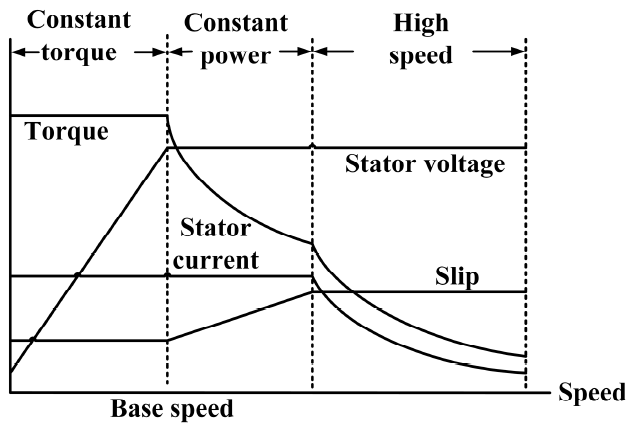 Constant
torque
Constant
power
High
speed
Torque
Stator voltage
Stator
current
Slip
Speed
Base speed